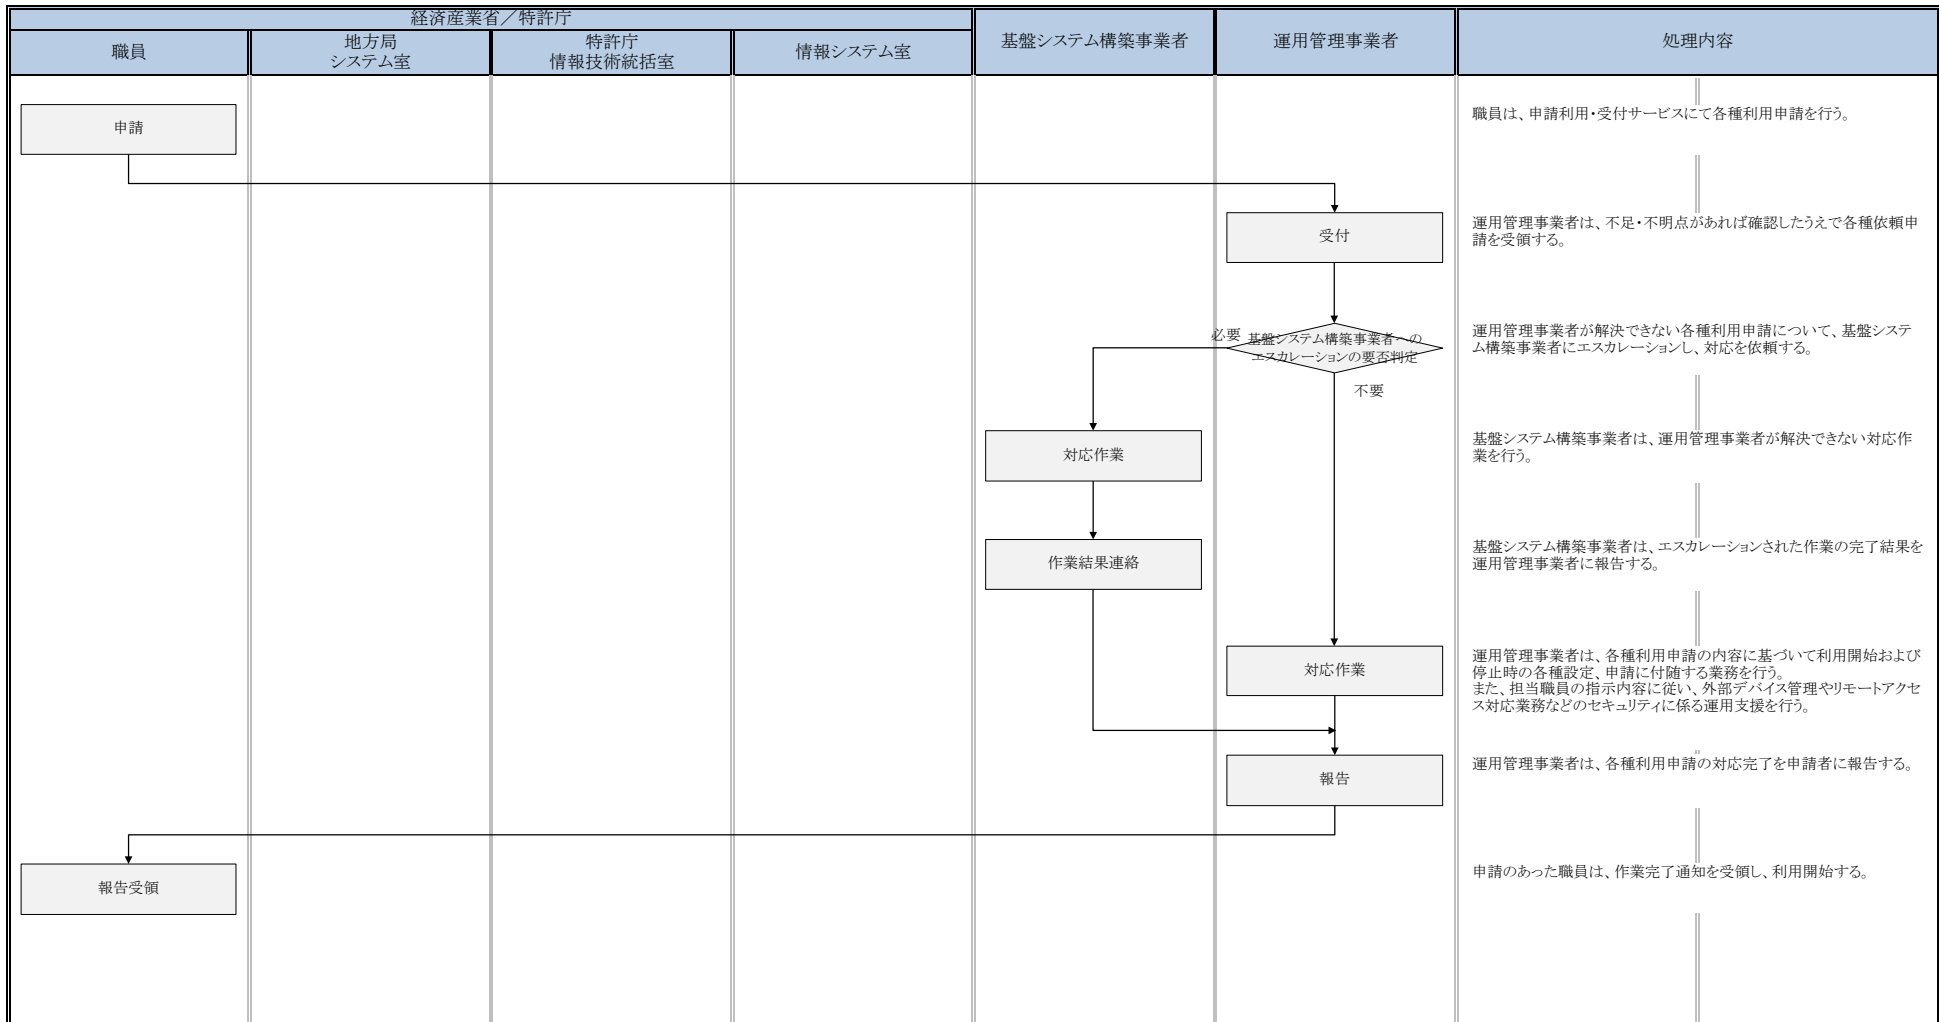 経済産業省／特許庁
職員
地方局
システム室
特許庁
情報技術統括室
情報システム室
基盤システム構築事業者
運用管理事業者
処理内容
申請
職員は、申請利用・受付サービスにて各種利用申請を行う。
受付
運用管理事業者は、不足・不明点があれば確認したうえで各種依頼申
請を受領する。
必要
基盤システム構築事業者への
エスカレーションの要否判定
不要
運用管理事業者が解決できない各種利用申請について、基盤システ
ム構築事業者にエスカレーションし、対応を依頼する。
対応作業
基盤システム構築事業者は、運用管理事業者が解決できない対応作
業を行う。
作業結果連絡
基盤システム構築事業者は、エスカレーションされた作業の完了結果を
運用管理事業者に報告する。
対応作業
運用管理事業者は、各種利用申請の内容に基づいて利用開始および
停止時の各種設定、申請に付随する業務を行う。
また、担当職員の指示内容に従い、外部デバイス管理やリモートアクセ
ス対応業務などのセキュリティに係る運用支援を行う。
報告
運用管理事業者は、各種利用申請の対応完了を申請者に報告する。
報告受領
申請のあった職員は、作業完了通知を受領し、利用開始する。